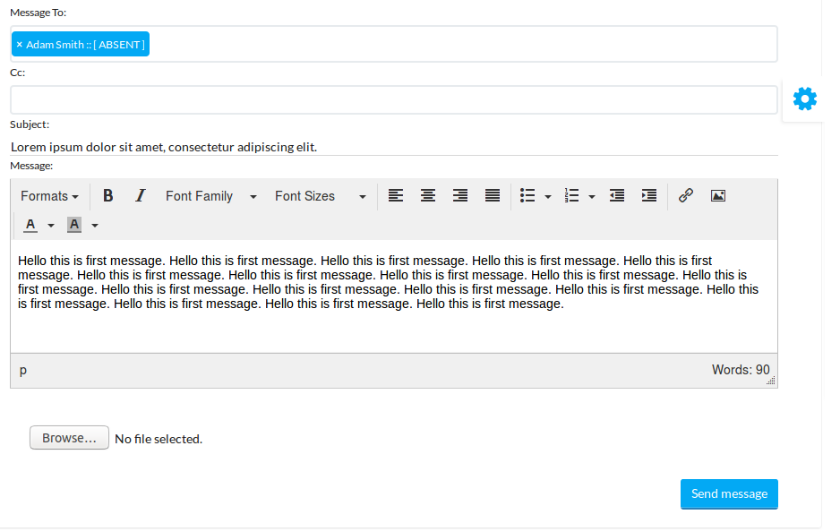 Message To:
× Adam Smith :: [ ABSENT ]
Cc:
Subject:
Lorem ipsum dolor sit amet, consectetur adipiscing elit.
Message:
Formats B I Font Family Font Sizes
A A
Hello this is first message. Hello this is first message. Hello this is first message. Hello this is first message. Hello this is first
message. Hello this is first message. Hello this is first message. Hello this is first message. Hello this is first message. Hello this is
first message. Hello this is first message. Hello this is first message. Hello this is first message. Hello this is first message. Hello this
is first message. Hello this is first message. Hello this is first message. Hello this is first message.
p Words: 90
Browse... No file selected.
Send message